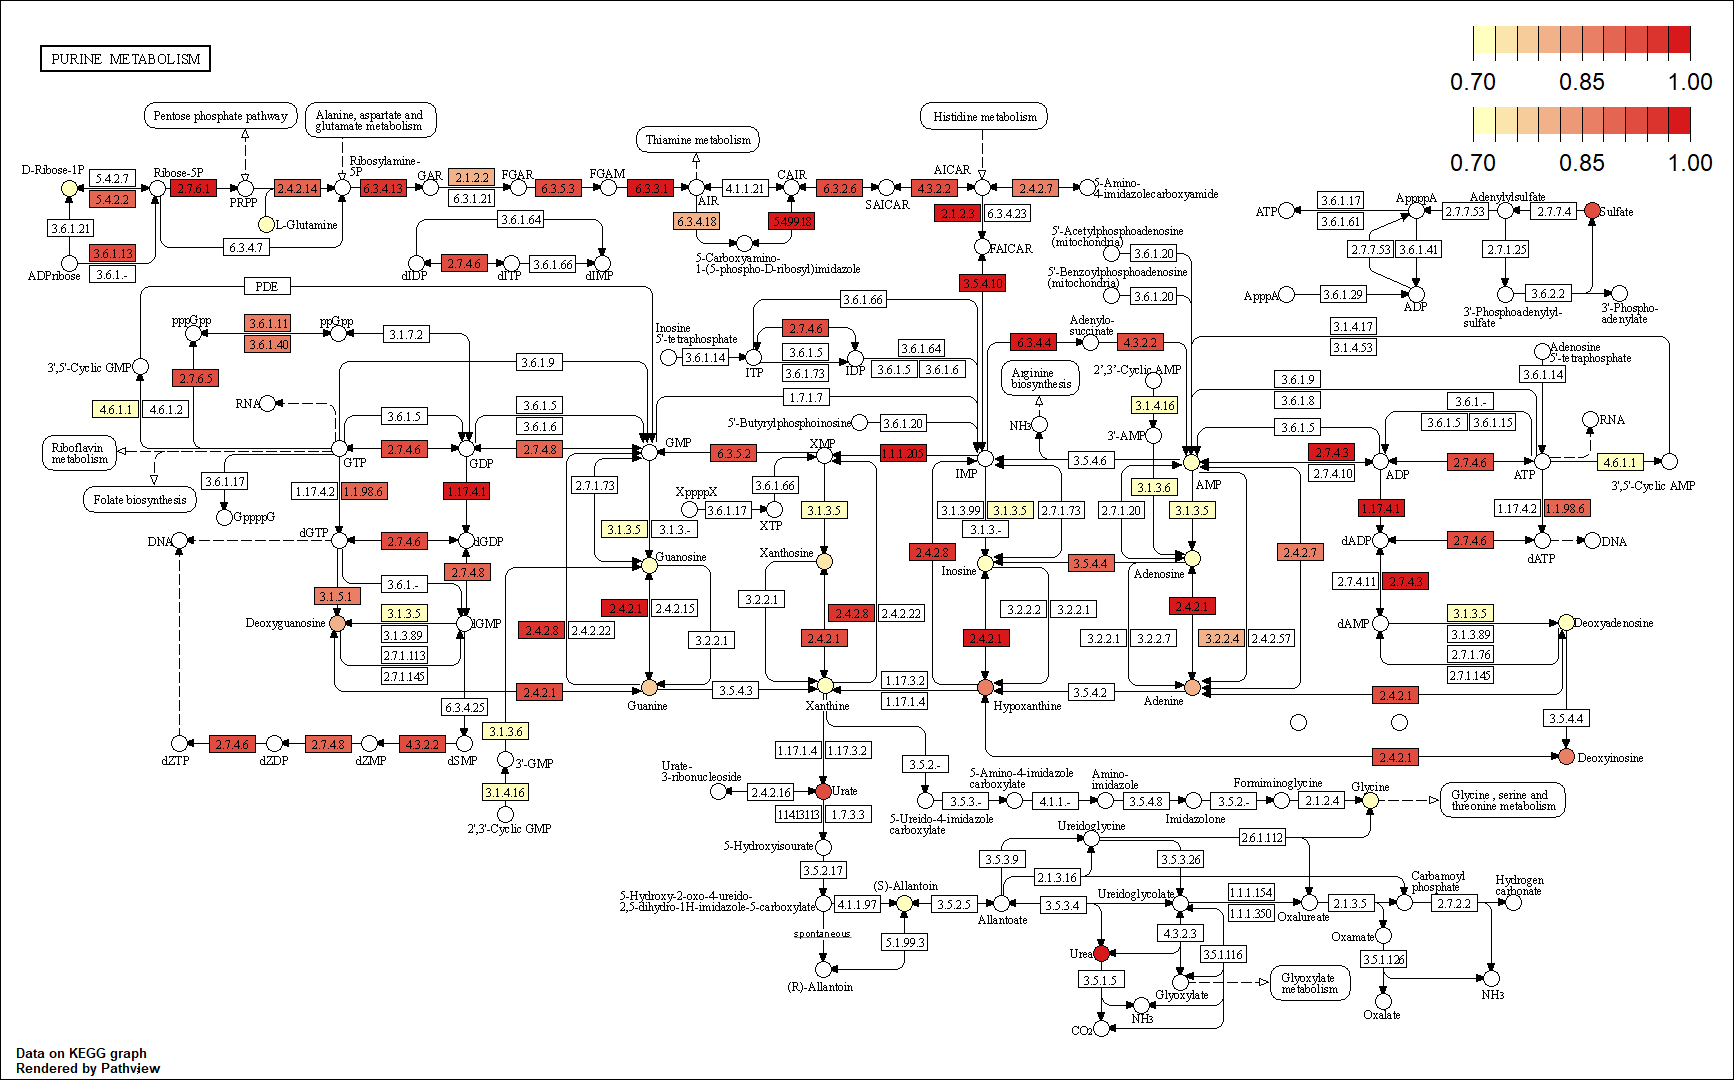 PURINE METABOLISM
0.70 0.85 1.00
0.70 0.85 1.00
Pentose phosphate pathway
Alanine, aspartate and
glutamate metabolism
Thiamine metabolism
Histidine metabolism
D-Ribose-1P
5.4.2.7
5.4.2.2
Ribose-5P
2.7.6.1
PRPP
2.4.2.14
Ribosylamine-
5P
6.3.4.13
GAR
2.1.2.2
6.3.1.21
FGAR
6.3.5.3
FGAM
6.3.3.1
AIR
4.1.1.21
CAIR
6.3.2.6
SAICAR
4.3.2.2
AICAR
2.4.2.7
5-Amino-
4-imidazolecarboxyamide
L-Glutamine
3.6.1.21
3.6.1.13
3.6.1.-
ADPribose
6.3.4.7
6.3.4.18
5.4.99.18
5-Carboxyamino-
1-(5-phospho-D-ribosyl)imidazole
2.1.2.3
6.3.4.23
FAICAR
3.5.4.10
3.6.1.64
dIDP
2.7.4.6
dITP
3.6.1.66
dIMP
5'-Acetylphosphoadenosine
(mitochondria)
3.6.1.20
5'-Benzoylphosphoadenosine
(mitochondria)
3.6.1.20
ATP
3.6.1.17
3.6.1.61
AppppA
2.7.7.53
Adenylylsulfate
2.7.7.4
Sulfate
2.7.7.53
3.6.1.41
2.7.1.25
ApppA
3.6.1.29
ADP
3.6.2.2
3'-Phosphoadenylyl-
sulfate
3'-Phospho-
adenylate
PDE
pppGpp
3.6.1.11
3.6.1.40
ppGpp
3.1.7.2
3',5'-Cyclic GMP
2.7.6.5
4.6.1.1
4.6.1.2
RNA
3.6.1.9
3.6.1.5
3.6.1.5
3.6.1.6
Riboflavin
metabolism
Folate biosynthesis
GTP
2.7.4.6
GDP
2.7.4.8
GMP
6.3.5.2
XMP
1.1.1.205
IMP
3.6.1.17
GppppG
1.17.4.2
1.1.98.6
1.17.4.1
Inosine
5'-tetraphosphate
3.6.1.14
ITP
3.6.1.66
2.7.4.6
3.6.1.5
3.6.1.73
IDP
3.6.1.64
3.6.1.5
3.6.1.6
1.7.1.7
5'-Butyrylphosphoinosine
3.6.1.20
6.3.4.4
Adenylo-
succinate
4.3.2.2
Arginine
biosynthesis
NH3
2',3'-Cyclic AMP
3.1.4.16
3'-AMP
3.1.3.6
3.5.4.6
AMP
3.1.4.17
3.1.4.53
Adenosine
5'-tetraphosphate
3.6.1.14
3.6.1.9
3.6.1.8
3.6.1.5
3.6.1.-
3.6.1.5
3.6.1.15
RNA
2.7.4.3
2.7.4.10
ADP
2.7.4.6
ATP
4.6.1.1
3',5'-Cyclic AMP
1.17.4.1
1.17.4.2
1.1.98.6
dADP
2.7.4.6
dATP
DNA
2.7.4.11
2.7.4.3
dAMP
3.1.3.5
3.1.3.89
2.7.1.76
2.7.1.145
Deoxyadenosine
2.4.2.1
3.5.4.4
2.4.2.1
Deoxyinosine
2.7.1.73
3.1.3.5
3.1.3.-
XppppX
3.6.1.17
XTP
3.6.1.66
3.1.3.5
3.1.3.99
3.1.3.5
3.1.3.-
2.7.1.73
2.7.1.20
3.1.3.5
DNA
dGTP
2.7.4.6
dGDP
2.7.4.8
3.6.1.-
3.1.5.1
3.1.3.5
3.1.3.89
2.7.1.113
2.7.1.145
dGMP
Deoxyguanosine
Guanosine
Xanthosine
Inosine
2.4.2.8
3.5.4.4
Adenosine
2.4.2.7
2.4.2.1
2.4.2.15
2.4.2.8
2.4.2.22
3.2.2.1
3.2.2.1
2.4.2.8
2.4.2.22
2.4.2.1
2.4.2.1
3.2.2.2
3.2.2.1
2.4.2.1
3.2.2.1
3.2.2.7
3.2.2.4
2.4.2.57
2.4.2.1
Guanine
3.5.4.3
Xanthine
1.17.3.2
1.17.1.4
Hypoxanthine
3.5.4.2
Adenine
6.3.4.25
dZTP
2.7.4.6
dZDP
2.7.4.8
dZMP
4.3.2.2
dSMP
3.1.3.6
3'-GMP
3.1.4.16
2',3'-Cyclic GMP
1.17.1.4
1.17.3.2
3.5.2.-
Urate-
3-ribonucleoside
2.4.2.16
Urate
1.14.13.113
1.7.3.3
5-Hydroxyisourate
3.5.2.17
5-Hydroxy-2-oxo-4-ureido-
2,5-dihydro-1H-imidazole-5-carboxylate
4.1.1.97
(S)-Allantoin
3.5.2.5
Allantoate
spontaneous
5.1.99.3
(R)-Allantoin
5-Ureido-4-imidazole
carboxylate
3.5.3.-
5-Amino-4-imidazole
carboxylate
4.1.1.-
Amino-
imidazole
3.5.4.8
Imidazolone
3.5.2.-
Formiminoglycine
2.1.2.4
Glycine
Glycine, serine and
threonine metabolism
Ureidoglycine
2.6.1.112
3.5.3.9
3.5.3.26
2.1.3.16
3.5.3.4
Ureidoglycolate
1.1.1.154
1.1.1.350
Oxalureate
2.1.3.5
Carbamoyl
phosphate
2.7.2.2
Hydrogen
carbonate
Urea
4.3.2.3
3.5.1.116
3.5.1.5
Glyoxylate
Glyoxylate
metabolism
NH3
CO2
Oxamate
3.5.1.126
Oxalate
NH3
Data on KEGG graph
Rendered by Pathview